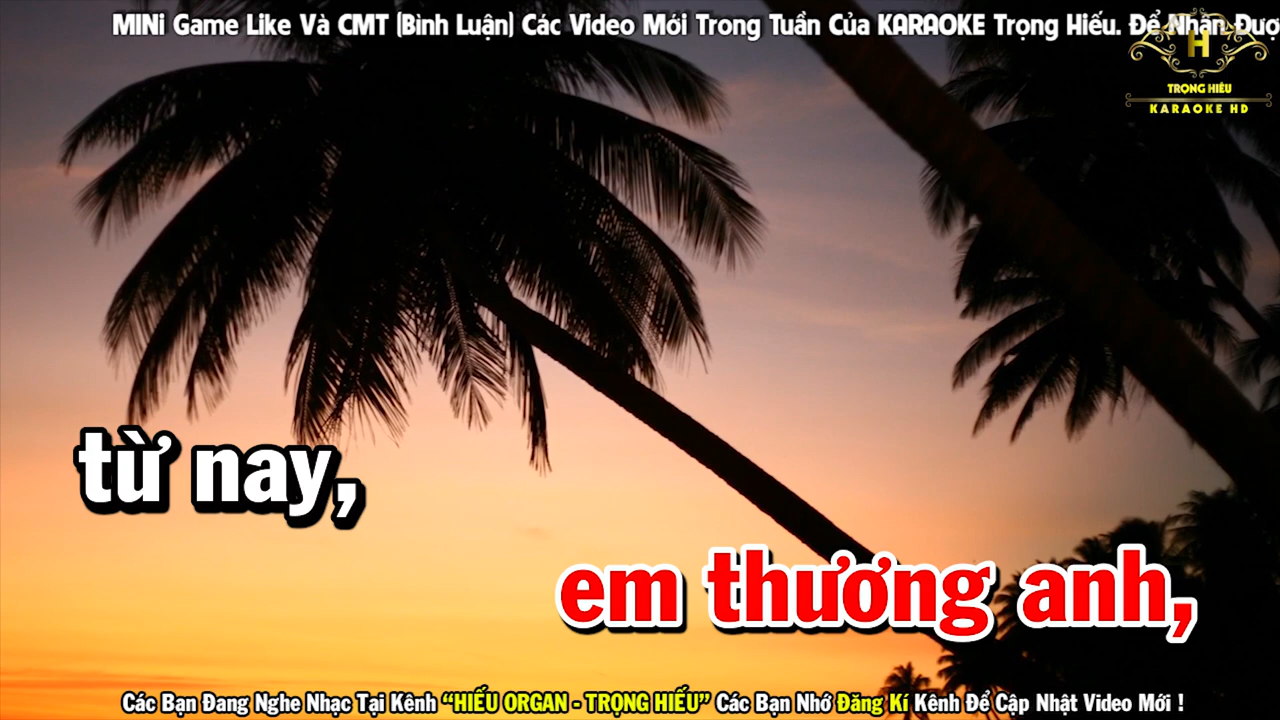 MINi Game Like Và CMT (Bình Luận) Các Video Mới Trong Tuần Của KARAOKE Trọng Hiếu. Để Nhận Đượ
H
TRỌNG HIẾU
KARAOKE HD
từ nay,
em thương anh,
Các Bạn Đang Nghe Nhạc Tại Kênh “HIẾU ORGAN - TRỌNG HIẾU” Các Bạn Nhớ Đăng Kí Kênh Để Cập Nhật Video Mới !